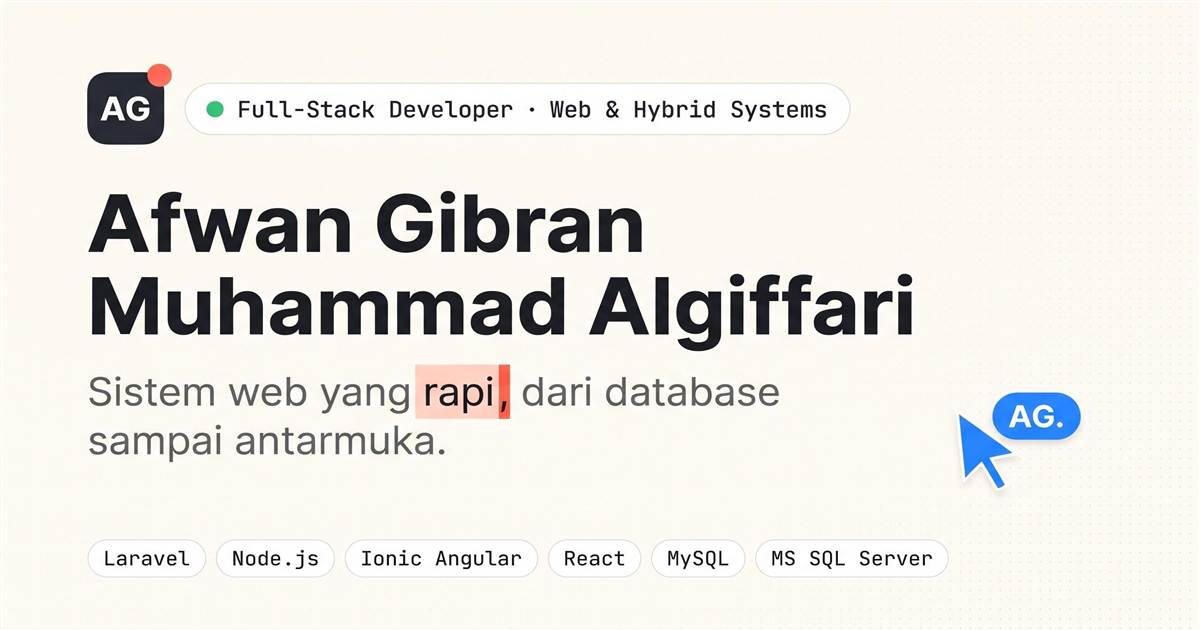 AG
Full-Stack Developer · Web & Hybrid Systems
Afwan Gibran
Muhammad Algiffari
Sistem web yang rapi, dari database
sampai antarmuka.
AG.
Laravel
Node.js
Ionic Angular
React
MySQL
MS SQL Server